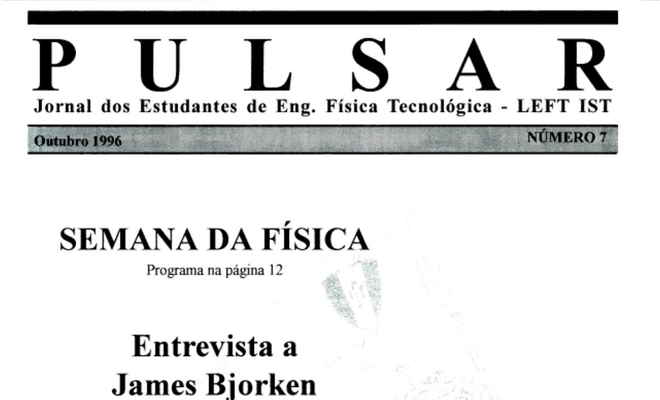 PULSAR
Jornal dos Estudantes de Eng. Física Tecnológica - LEFT IST
Outubro 1996 NÚMERO 7
SEMANA DA FÍSICA
Programa na página 12
Entrevista a
James Bjorken